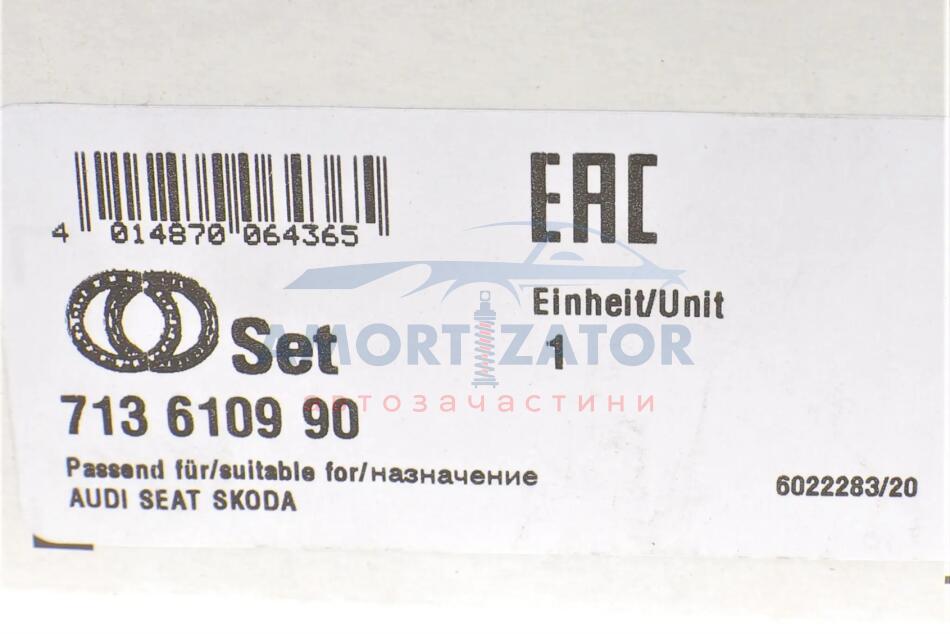 EAC
4 014870 064365
Einheit/Unit
1
Set
713 6109 90
Passend für/suitable for/назначение
AUDI SEAT SKODA
6022283/20
AMORTIZATOR
автозачастини